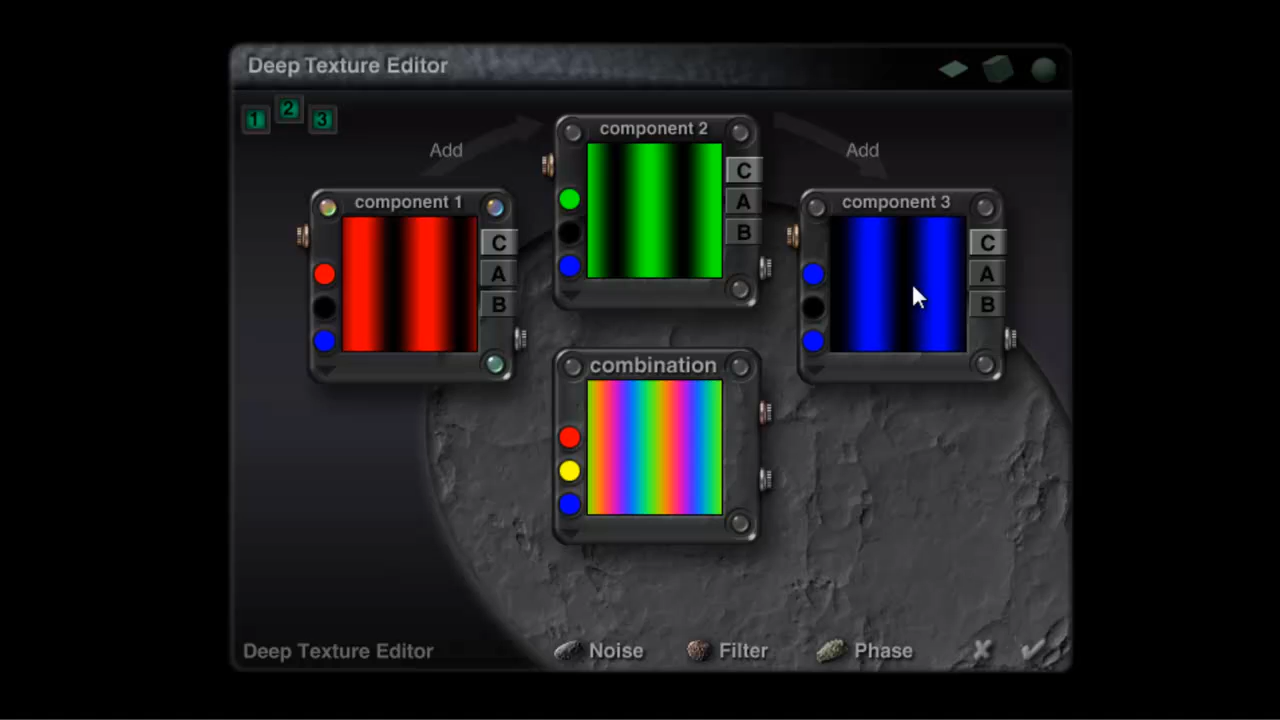 Deep Texture Editor
1 2 3
Add
component 1
C
A
B
component 2
C
A
B
Add
component 3
C
A
B
combination
Deep Texture Editor
Noise
Filter
Phase